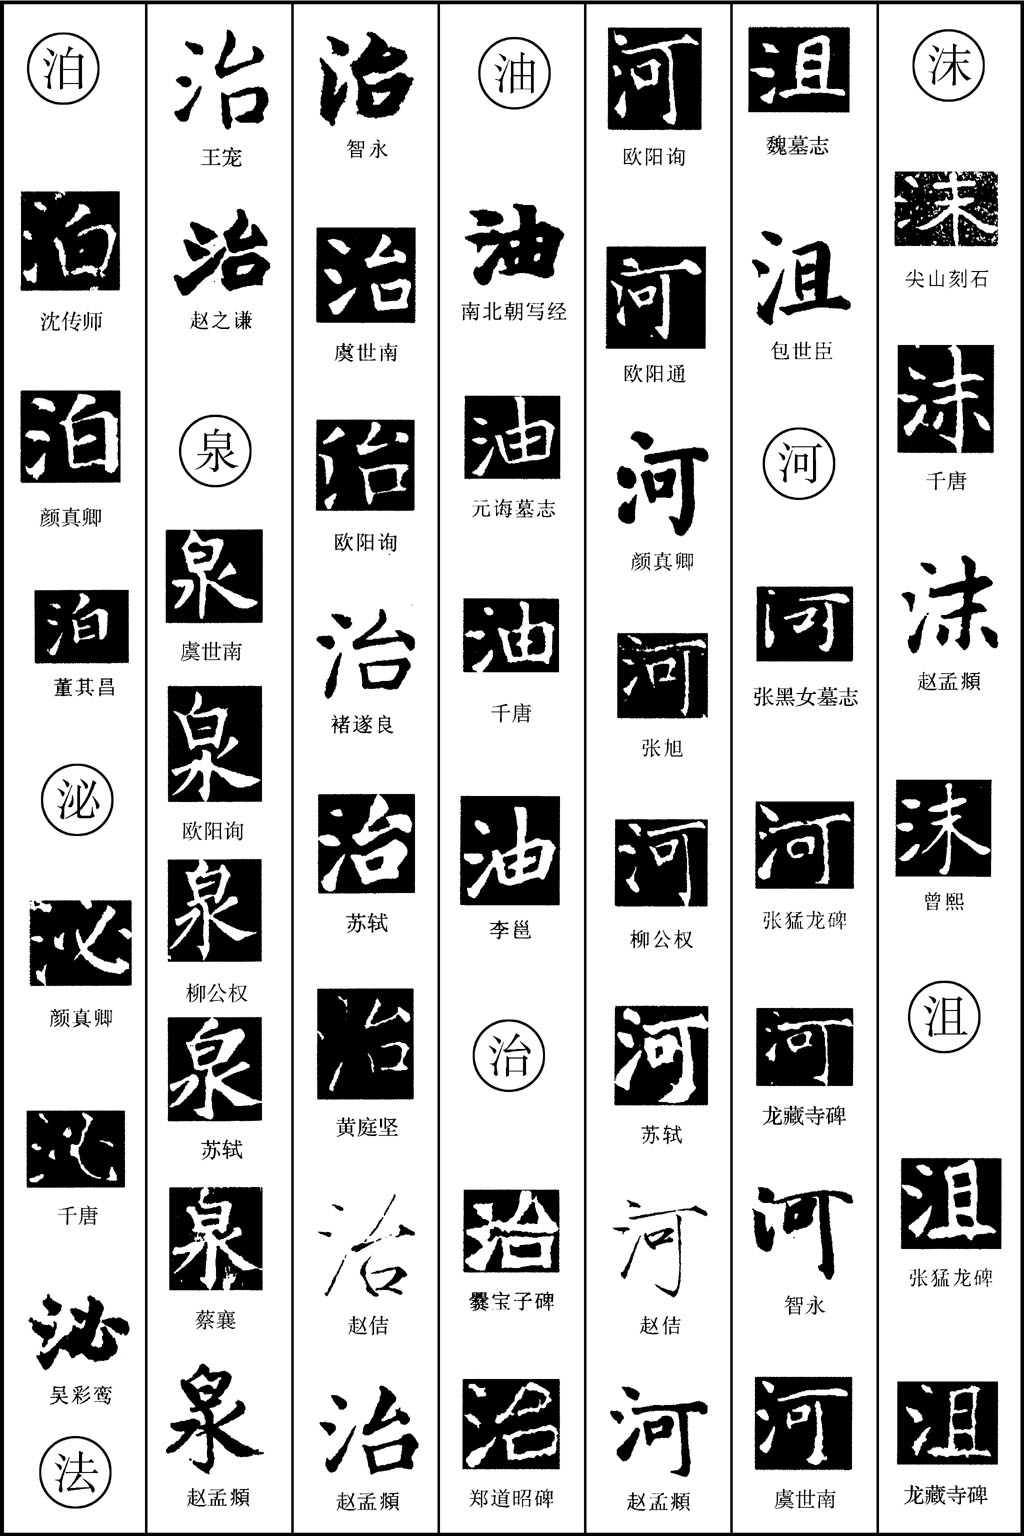 沫
沫
尖山刻石
沫
千唐
沫
赵孟頫
沫
曾熙
沮
沮
张猛龙碑
沮
龙藏寺碑
沮
魏墓志
沮
包世臣
河
河
张黑女墓志
河
张猛龙碑
河
龙藏寺碑
河
智永
河
虞世南
河
欧阳询
河
欧阳通
河
颜真卿
河
张旭
河
柳公权
河
苏轼
河
赵佶
河
赵孟頫
油
油
南北朝写经
油
元诲墓志
油
千唐
油
李邕
治
治
爨宝子碑
治
郑道昭碑
治
智永
治
虞世南
治
欧阳询
治
褚遂良
治
苏轼
治
黄庭坚
治
赵佶
治
赵孟頫
治
王宠
治
赵之谦
泉
泉
虞世南
泉
欧阳询
泉
柳公权
泉
苏轼
泉
蔡襄
泉
赵孟頫
泊
泊
沈传师
泊
颜真卿
泊
董其昌
泌
泌
颜真卿
泌
千唐
泌
吴彩鸾
法